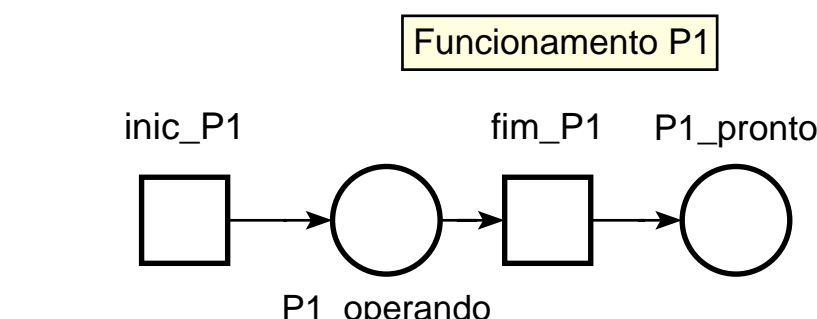 Funcionamento P1
inic_P1
fim_P1
P1_pronto
P1_operando